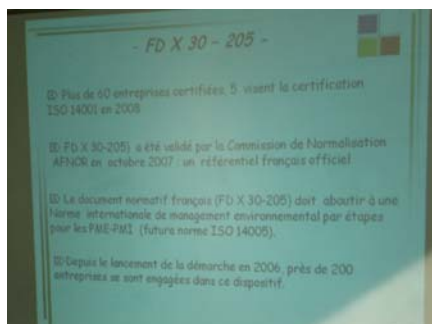 - FD X 30 - 205 -
Plus de 60 entreprises certifiées, 5 visent la certification
ISO 14001 en 2008
FD X 30-205) a été validé par la Commission de Normalisation
AFNOR en octobre 2007 : un référentiel français officiel.
Le document normatif français (FD X 30-205) doit aboutir à une
Norme internationale de management environnemental par étapes
pour les PME-PMI (future norme ISO 14005).
Depuis le lancement de la démarche en 2006, près de 200
entreprises se sont engagées dans ce dispositif.